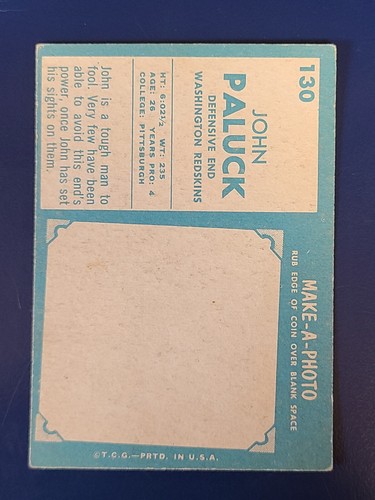 130
JOHN
PALUCK
DEFENSIVE END
WASHINGTON REDSKINS
HT: 6:02½ WT: 235
AGE: 26 YEARS PRO: 4
COLLEGE: PITTSBURGH
John is a tough man to
fool. Very few have been
able to avoid this end's
power, once John has set
his sights on them.
MAKE-A-PHOTO
RUB EDGE OF COIN OVER BLANK SPACE
©T.C.G.—PRTD. IN U.S.A.